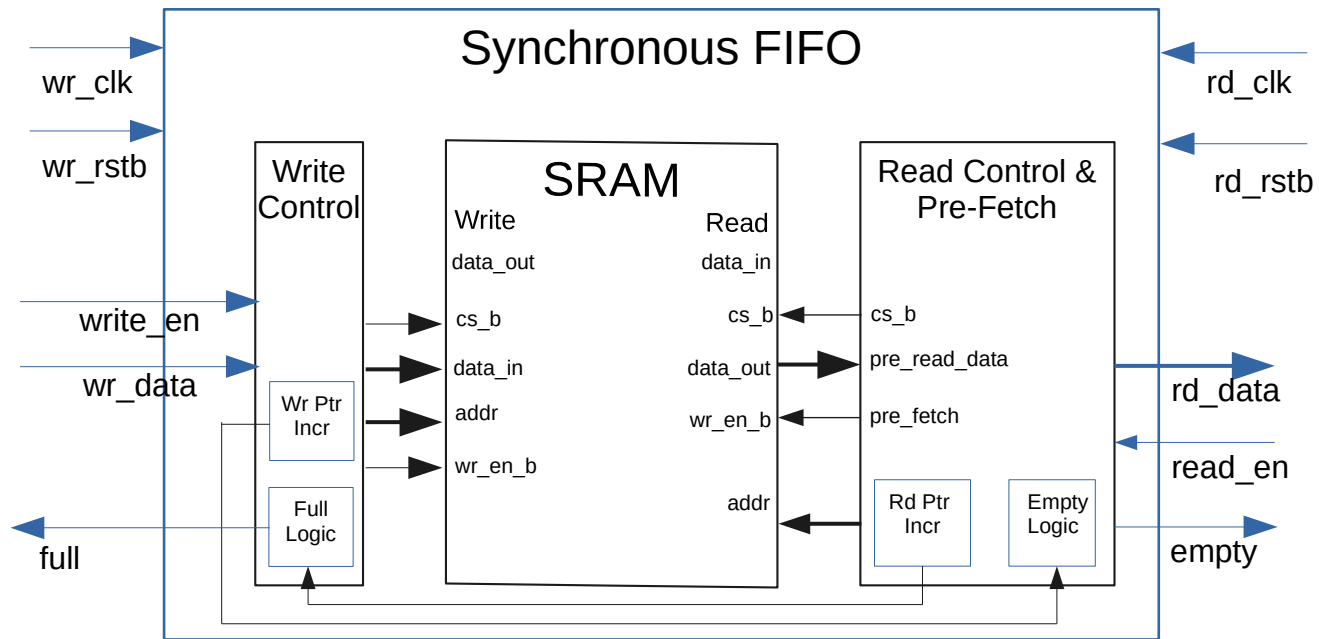 Synchronous FIFO
wr_clk
wr_rstb
write_en
wr_data
full
Write
Control
Wr Ptr
Incr
Full
Logic
SRAM
Write
data_out
cs_b
data_in
addr
wr_en_b
Read
data_in
cs_b
data_out
wr_en_b
addr
Read Control &
Pre-Fetch
cs_b
pre_read_data
pre_fetch
Rd Ptr
Incr
Empty
Logic
rd_clk
rd_rstb
rd_data
read_en
empty